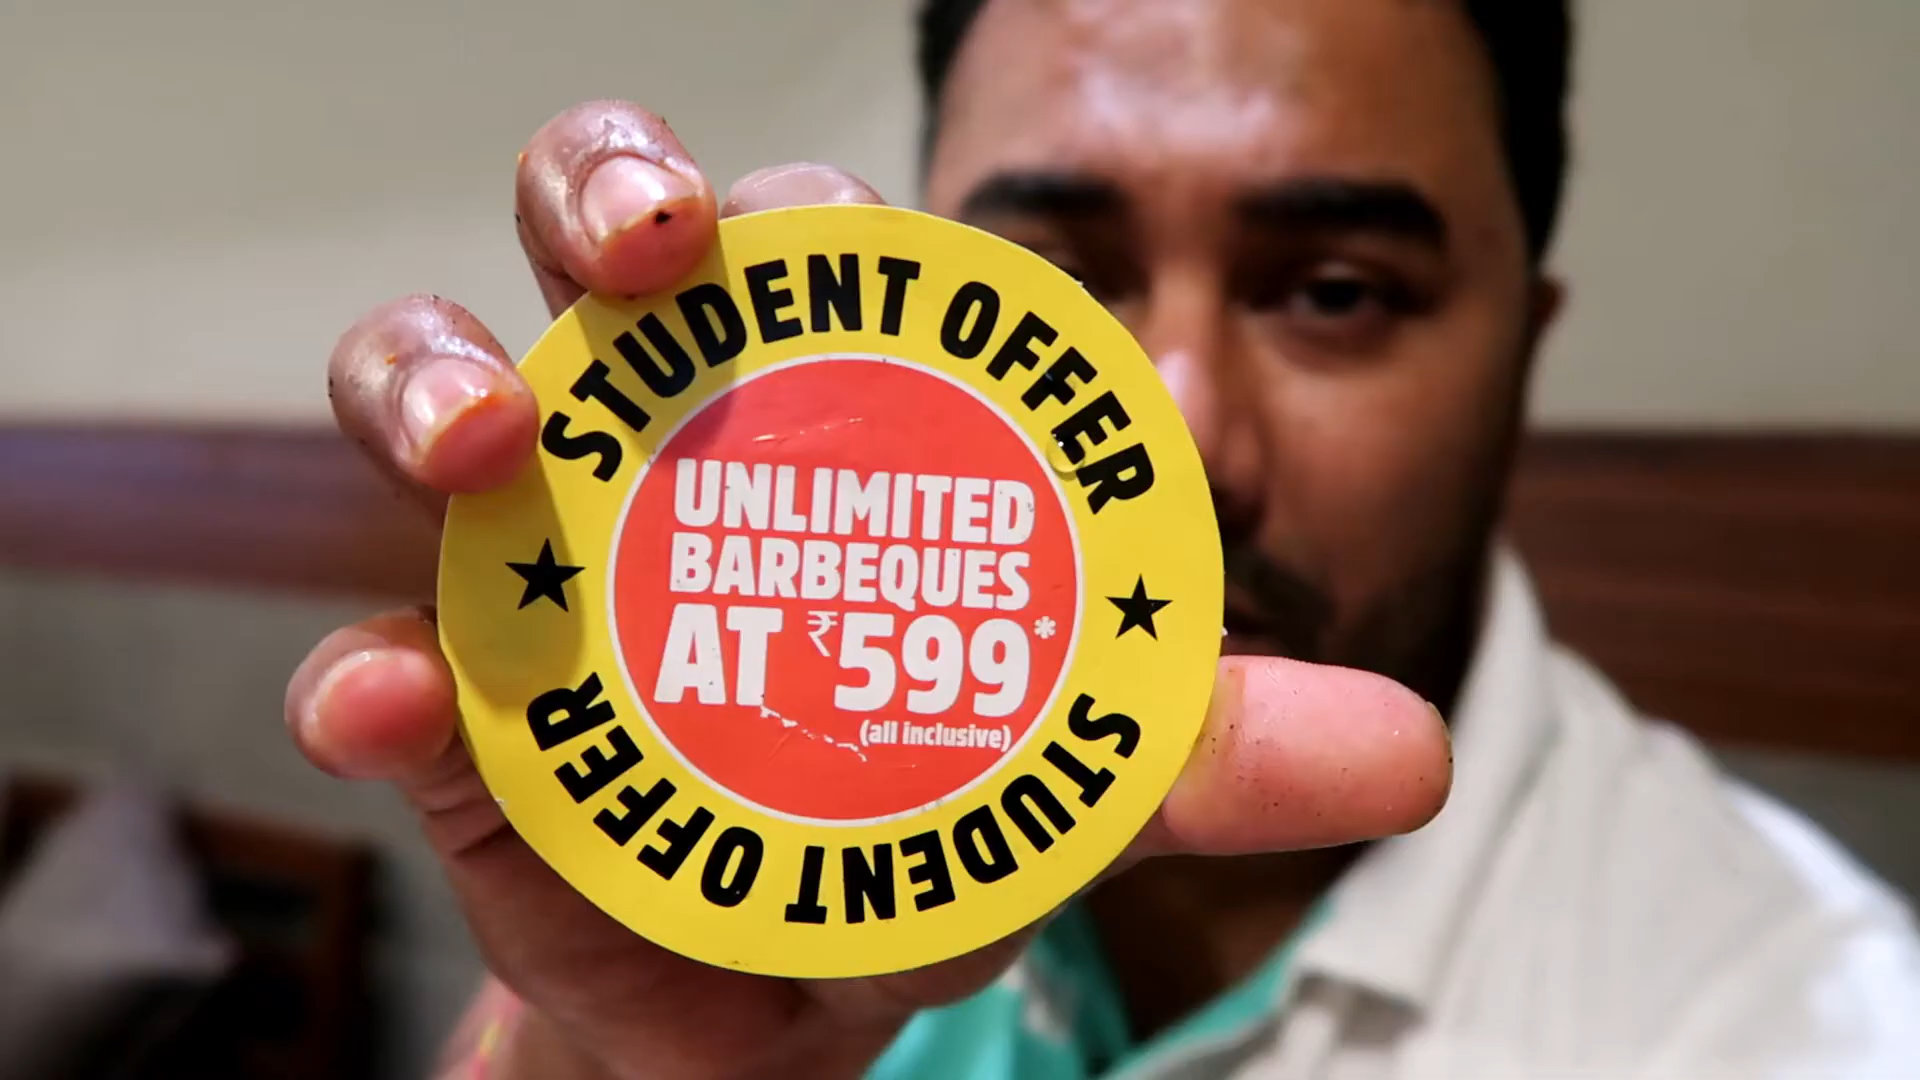 STUDENT OFFER
UNLIMITED
BARBEQUES
AT ₹599*
(all inclusive)
STUDENT OFFER